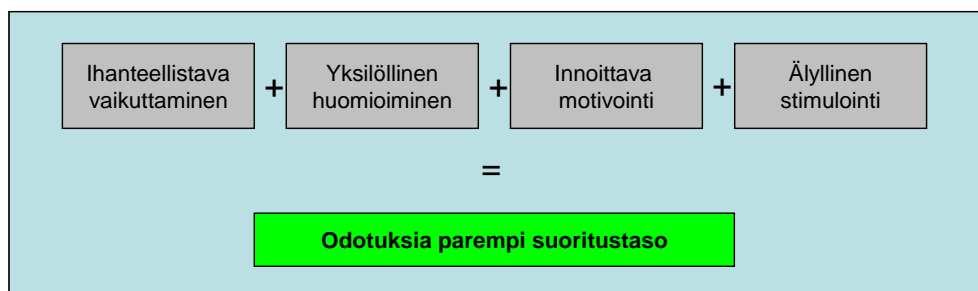 Ihanteellistava
vaikuttaminen
+
Yksilöllinen
huomioiminen
+
Innoittava
motivointi
+
Älyllinen
stimulointi
=
Odotuksia parempi suoritustaso